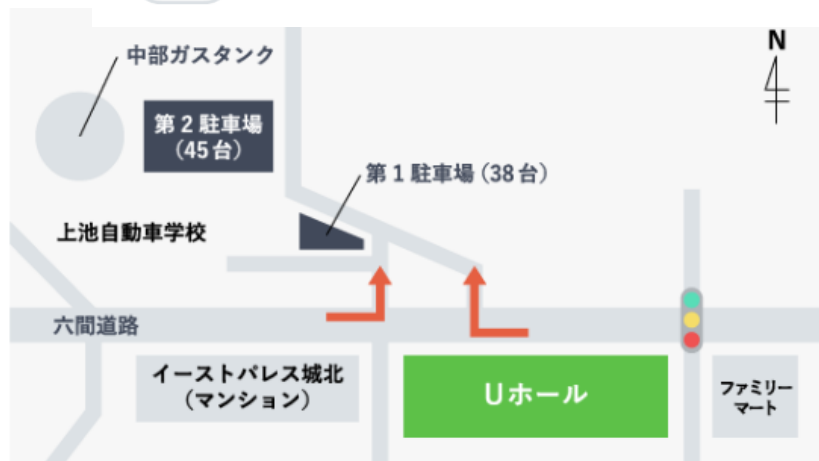 N
中部ガスタンク
第2駐車場
（45台）
第1駐車場（38台）
上池自動車学校
六間道路
イーストパレス城北
（マンション）
Uホール
ファミリー
マート